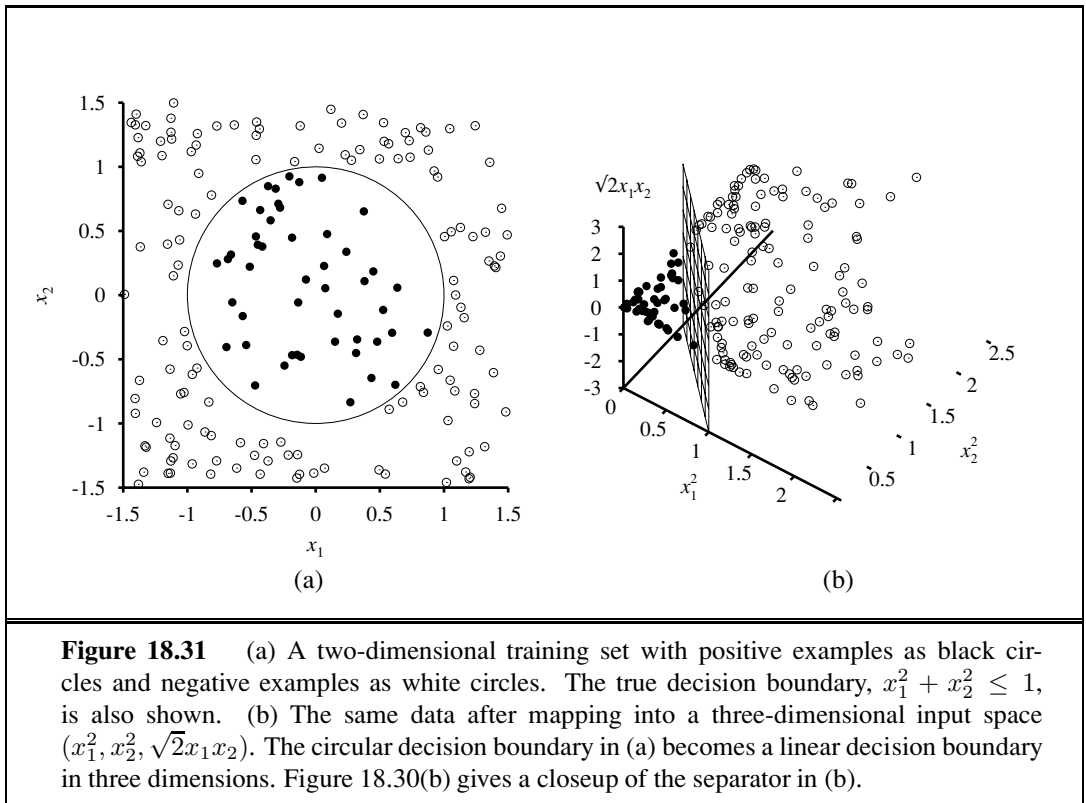 1.5
1
0.5
0
-0.5
-1
-1.5
x₂
-1.5 -1 -0.5 0 0.5 1 1.5
x₁
(a)
√2x₁x₂
3
2
1
0
-1
-2
-3
0
0.5
1
1.5
2
x₁²
0.5
1
1.5
2
2.5
x₂²
(b)
Figure 18.31 (a) A two-dimensional training set with positive examples as black cir-
cles and negative examples as white circles. The true decision boundary, x₁² + x₂² ≤ 1,
is also shown. (b) The same data after mapping into a three-dimensional input space
(x₁², x₂², √2x₁x₂). The circular decision boundary in (a) becomes a linear decision boundary
in three dimensions. Figure 18.30(b) gives a closeup of the separator in (b).